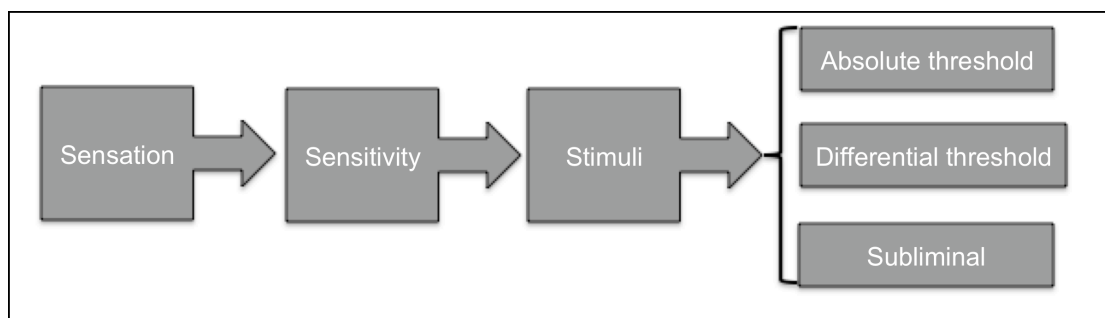 Sensation
Sensitivity
Stimuli
Absolute threshold
Differential threshold
Subliminal